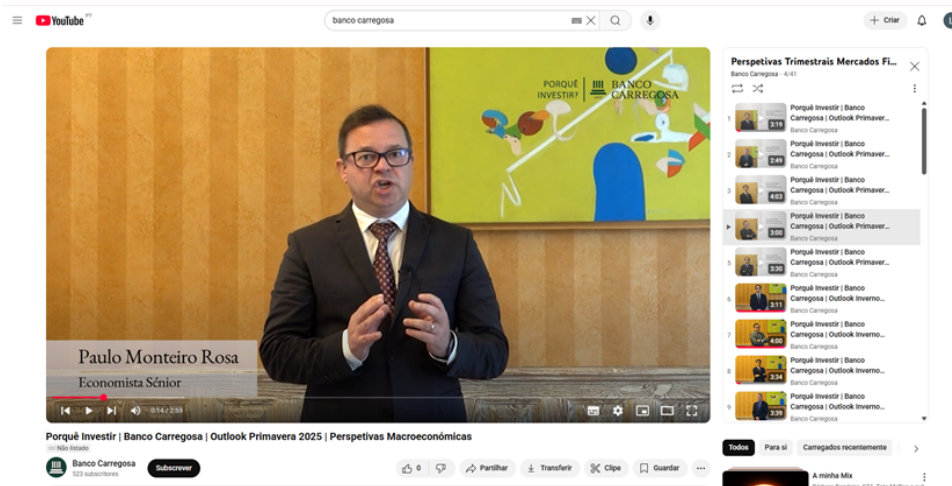 YouTube PT
banco carregosa
Criar
PORQUÊ
INVESTIR?
BANCO
CARREGOSA
Paulo Monteiro Rosa
Economista Sénior
0:14 / 2:59
Porquê Investir | Banco Carregosa | Outlook Primavera 2025 | Perspetivas Macroeconómicas
Não listado
Banco Carregosa
523 subscritores
Subscrever
0
Partilhar
Transferir
Clipe
Guardar
Perspetivas Trimestrais Mercados Fi...
Banco Carregosa - 4/41
1
3:19
Porquê Investir | Banco
Carregosa | Outlook Primaver...
Banco Carregosa
2
2:49
Porquê Investir | Banco
Carregosa | Outlook Primaver...
Banco Carregosa
3
4:03
Porquê Investir | Banco
Carregosa | Outlook Primaver...
Banco Carregosa
3:00
Porquê Investir | Banco
Carregosa | Outlook Primaver...
Banco Carregosa
5
3:30
Porquê Investir | Banco
Carregosa | Outlook Primaver...
Banco Carregosa
6
3:11
Porquê Investir | Banco
Carregosa | Outlook Inverno...
Banco Carregosa
7
4:00
Porquê Investir | Banco
Carregosa | Outlook Inverno...
Banco Carregosa
8
3:34
Porquê Investir | Banco
Carregosa | Outlook Inverno...
Banco Carregosa
9
3:39
Porquê Investir | Banco
Carregosa | Outlook Inverno...
Banco Carregosa
Todos
Para si
Carregados recentemente
A minha Mix